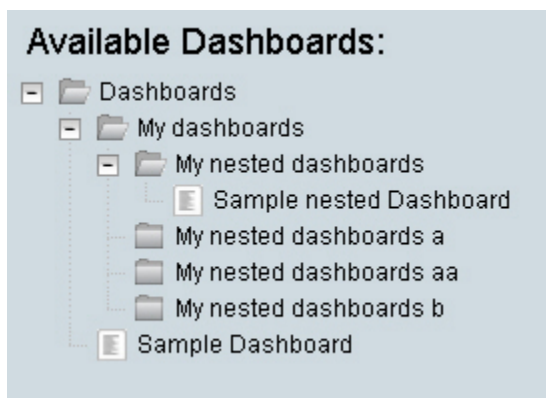 Available Dashboards:
Dashboards
My dashboards
My nested dashboards
Sample nested Dashboard
My nested dashboards a
My nested dashboards aa
My nested dashboards b
Sample Dashboard